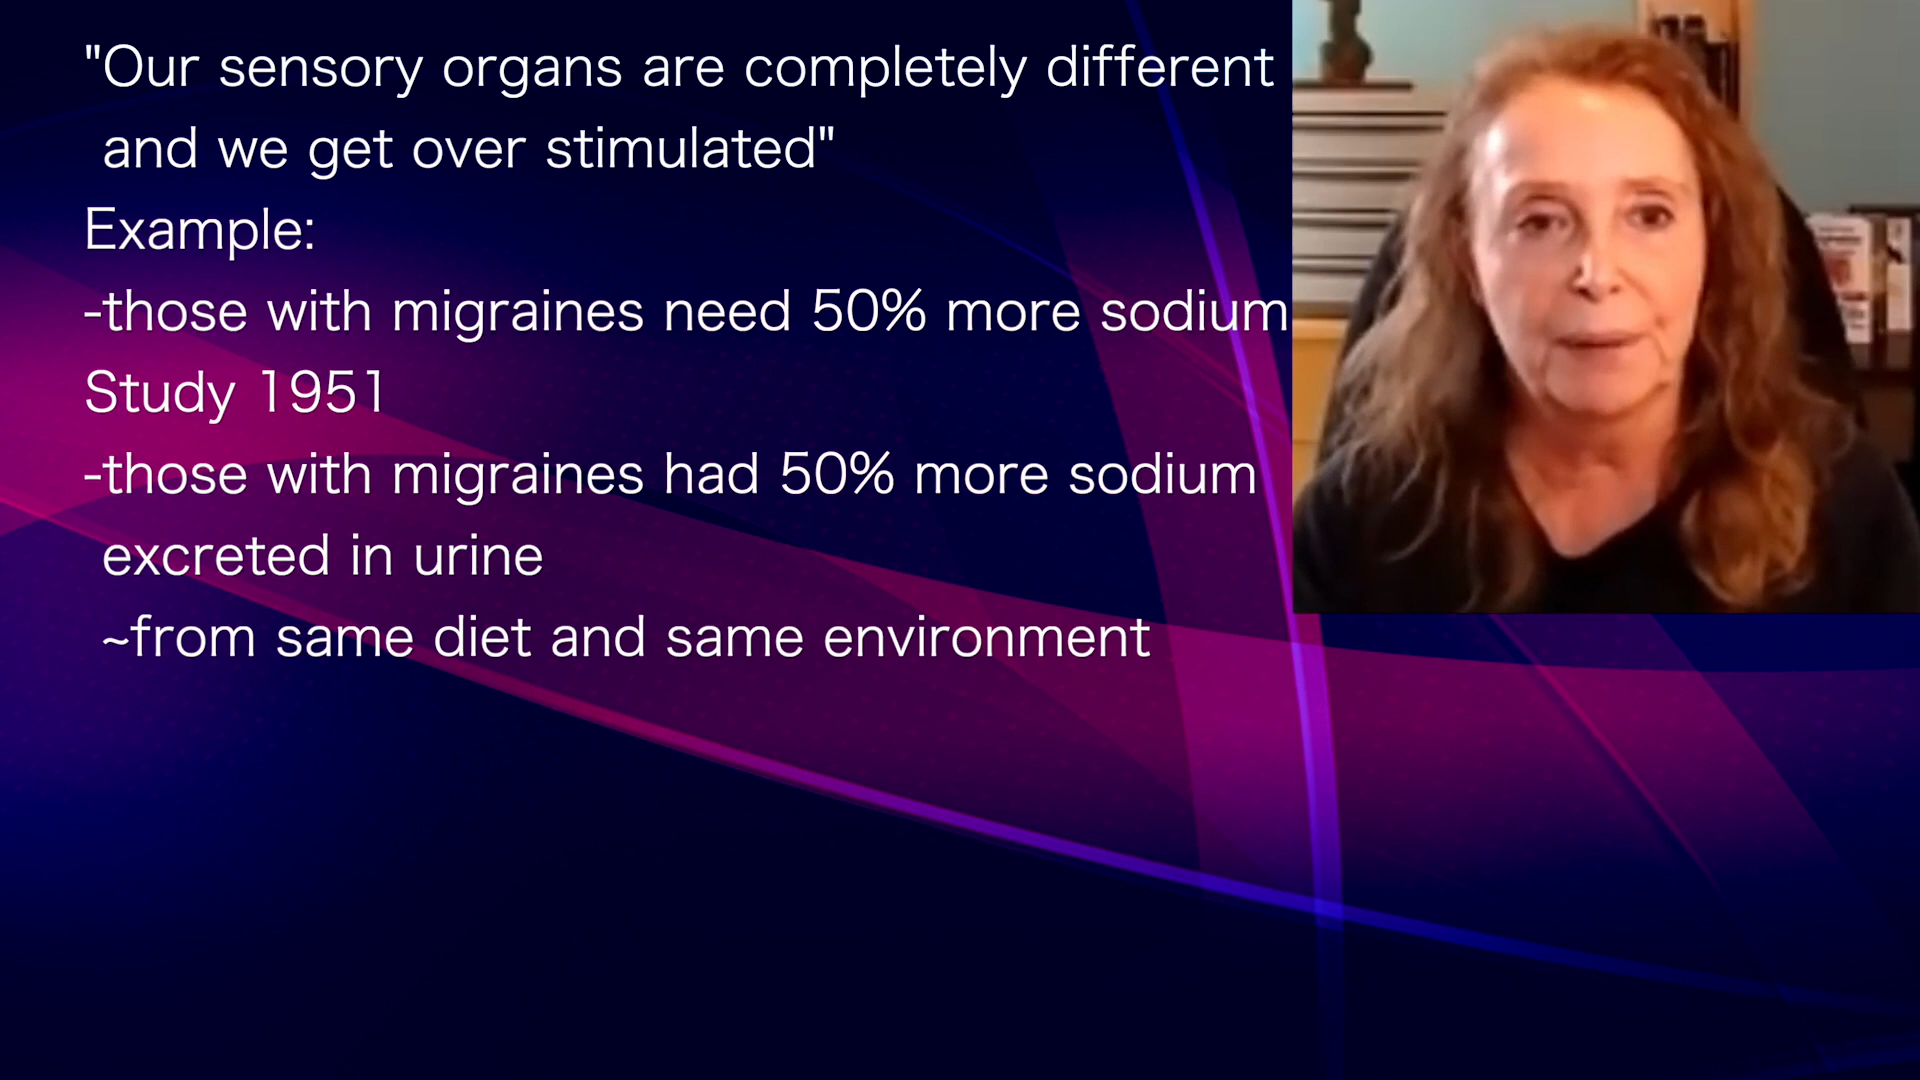 "Our sensory organs are completely different
and we get over stimulated"
Example:
-those with migraines need 50% more sodium
Study 1951
-those with migraines had 50% more sodium
excreted in urine
~from same diet and same environment